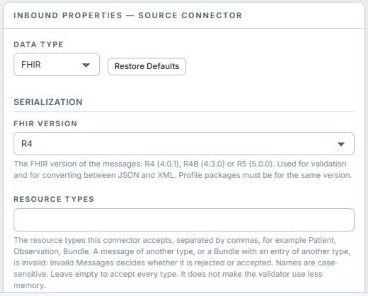 INBOUND PROPERTIES — SOURCE CONNECTOR
DATA TYPE
FHIR
Restore Defaults
SERIALIZATION
FHIR VERSION
R4
The FHIR version of the messages: R4 (4.0.1), R4B (4.3.0) or R5 (5.0.0). Used for validation
and for converting between JSON and XML. Profile packages must be for the same version.
RESOURCE TYPES
The resource types this connector accepts, separated by commas, for example Patient,
Observation, Bundle. A message of another type, or a Bundle with an entry of another type,
is invalid: Invalid Messages decides whether it is rejected or accepted. Names are case-
sensitive. Leave empty to accept every type. It does not make the validator use less
memory.